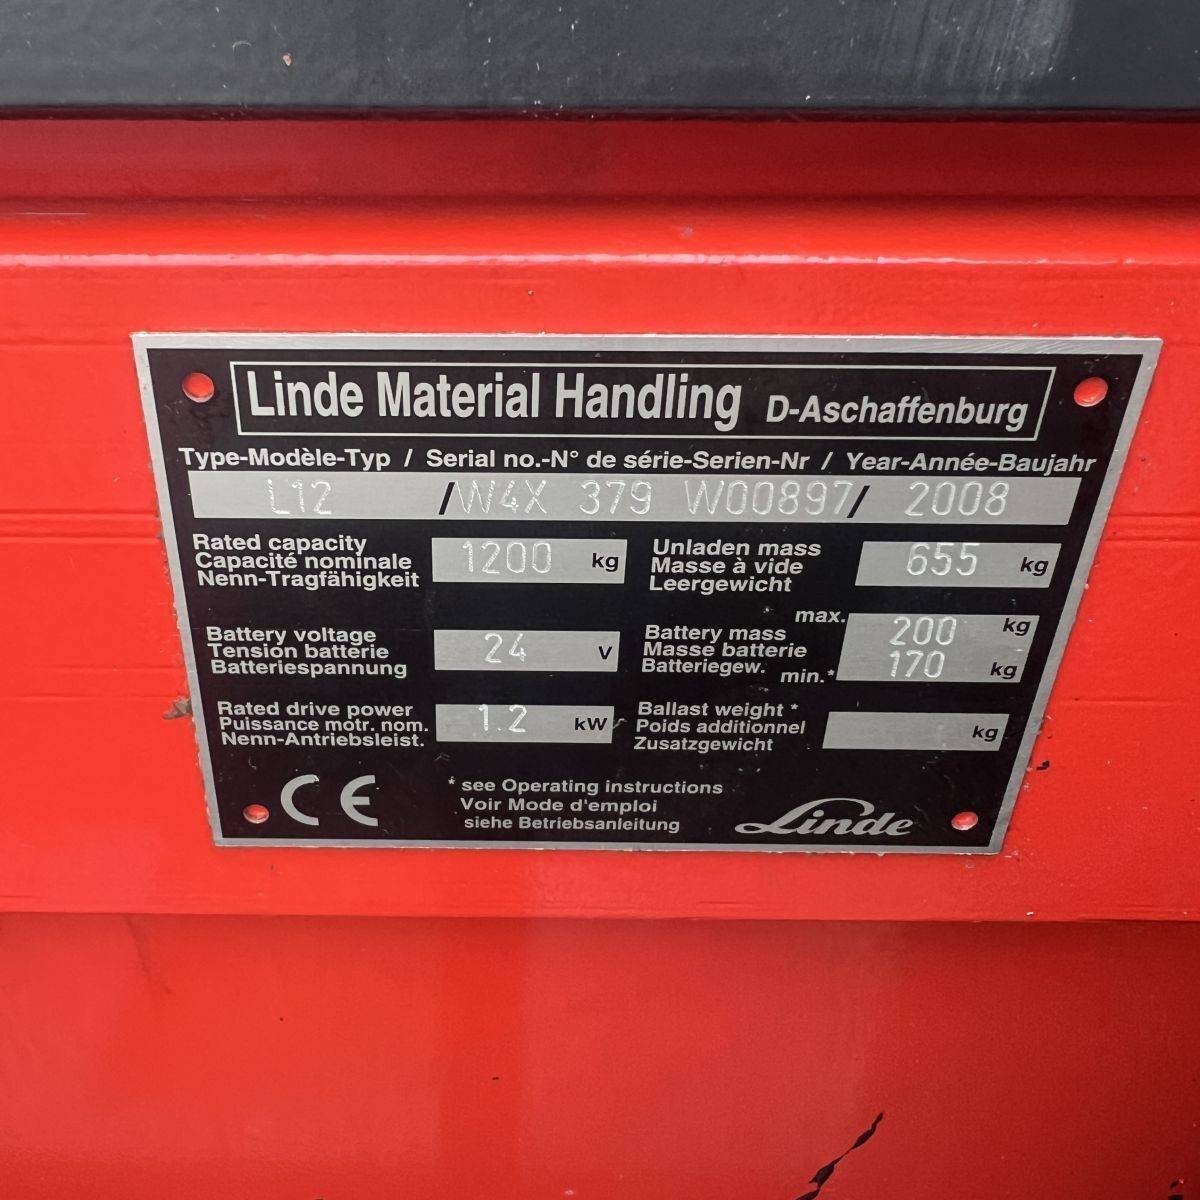 Linde Material Handling D-Aschaffenburg
Type-Modèle-Typ / Serial no.-N° de série-Serien-Nr / Year-Année-Baujahr
L12 /W4X 379 W00897/ 2008
Rated capacity
Capacité nominale
Nenn-Tragfähigkeit
1200 kg
Unladen mass
Masse à vide
Leergewicht
655 kg
Battery voltage
Tension batterie
Batteriespannung
24 V
Battery mass
Masse batterie
Batteriegew.
max. 200 kg
min.* 170 kg
Rated drive power
Puissance motr. nom.
Nenn-Antriebsleist.
1.2 kW
Ballast weight *
Poids additionnel
Zusatzgewicht
kg
CE
* see Operating instructions
Voir Mode d'emploi
siehe Betriebsanleitung
Linde